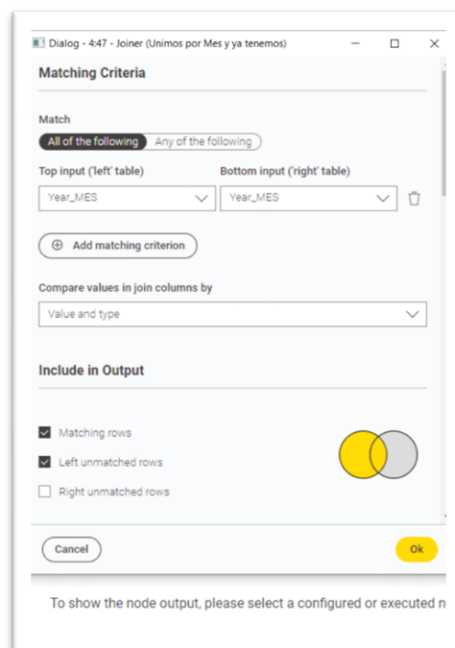 Dialog - 4:47 - Joiner (Unimos por Mes y ya tenemos)
Matching Criteria
Match
All of the following Any of the following
Top input ('left' table) Bottom input ('right' table)
Year_MES Year_MES
Add matching criterion
Compare values in join columns by
Value and type
Include in Output
Matching rows
Left unmatched rows
Right unmatched rows
Cancel Ok
To show the node output, please select a configured or executed n